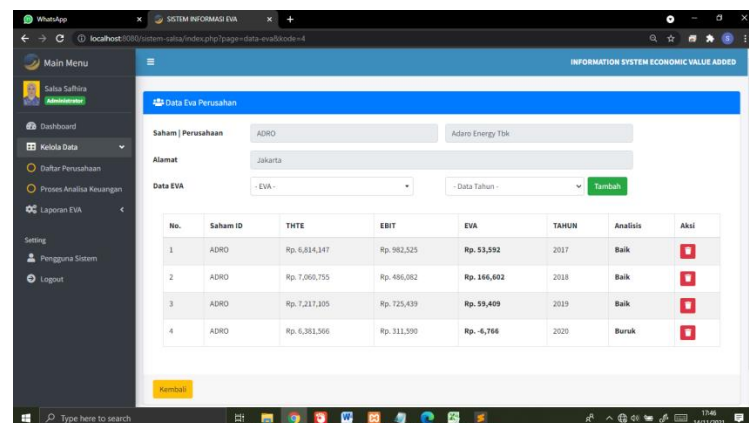 WhatsApp
SISTEM INFORMASI EVA
localhost:8080/sistem-salsa/index.php?page=data-eva&kode=4
Main Menu
INFORMATION SYSTEM ECONOMIC VALUE ADDED
Salsa Safhira
Administrator
Data Eva Perusahan
Dashboard
Kelola Data
Daftar Perusahaan
Proses Analisa Keuangan
Laporan EVA
Setting
Pengguna Sistem
Logout
Saham | Perusahaan ADRO Adaro Energy Tbk
Alamat Jakarta
Data EVA - EVA - - Data Tahun - Tambah
No. Saham ID THTE EBIT EVA TAHUN Analisis Aksi
1 ADRO Rp. 6,814,147 Rp. 982,525 Rp. 53,592 2017 Baik
2 ADRO Rp. 7,060,755 Rp. 486,082 Rp. 166,602 2018 Baik
3 ADRO Rp. 7,217,105 Rp. 725,439 Rp. 59,409 2019 Baik
4 ADRO Rp. 6,381,566 Rp. 311,590 Rp. -6,766 2020 Buruk
Kembali
Type here to search
17:46
14/11/2021